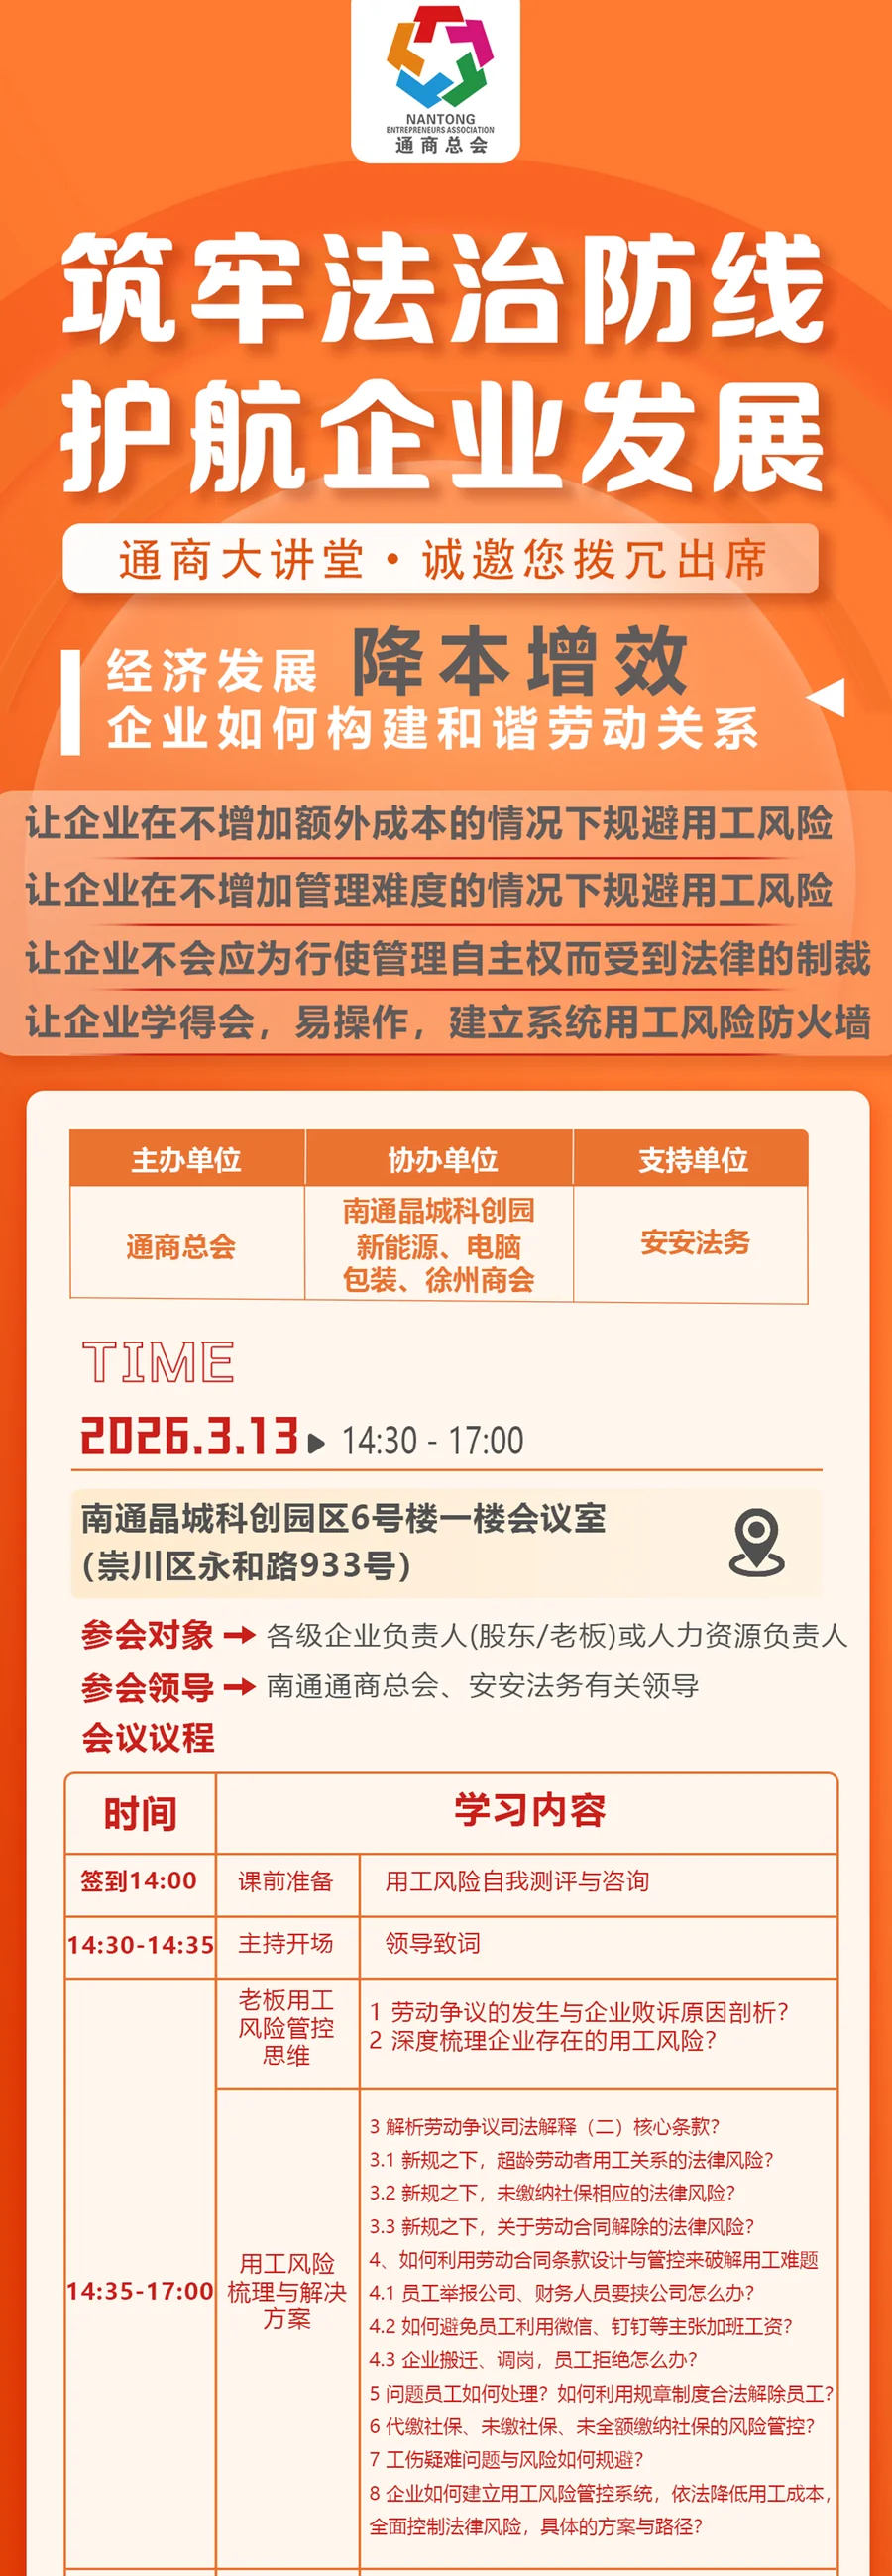 NANTONG
ENTREPRENEURS ASSOCIATION
通商总会
筑牢法治防线
护航企业发展
通商大讲堂·诚邀您拨冗出席
经济发展 降本增效
企业如何构建和谐劳动关系
让企业在不增加额外成本的情况下规避用工风险
让企业在不增加管理难度的情况下规避用工风险
让企业不会应为行使管理自主权而受到法律的制裁
让企业学得会，易操作，建立系统用工风险防火墙
主办单位 协办单位 支持单位
通商总会
南通晶城科创园
新能源、电脑
包装、徐州商会
安安法务
TIME
2026.3.13 14:30 - 17:00
南通晶城科创园区6号楼一楼会议室
(崇川区永和路933号)
参会对象 各级企业负责人(股东/老板)或人力资源负责人
参会领导 南通通商总会、安安法务有关领导
会议议程
时间 学习内容
签到14:00 课前准备 用工风险自我测评与咨询
14:30-14:35 主持开场 领导致词
14:35-17:00
老板用工
风险管控
思维
1 劳动争议的发生与企业败诉原因剖析?
2 深度梳理企业存在的用工风险?
用工风险
梳理与解决
方案
3 解析劳动争议司法解释（二）核心条款?
3.1 新规之下，超龄劳动者用工关系的法律风险?
3.2 新规之下，未缴纳社保相应的法律风险?
3.3 新规之下，关于劳动合同解除的法律风险?
4、如何利用劳动合同条款设计与管控来破解用工难题
4.1 员工举报公司、财务人员要挟公司怎么办?
4.2 如何避免员工利用微信、钉钉等主张加班工资?
4.3 企业搬迁、调岗，员工拒绝怎么办?
5 问题员工如何处理? 如何利用规章制度合法解除员工?
6 代缴社保、未缴社保、未全额缴纳社保的风险管控?
7 工伤疑难问题与风险如何规避?
8 企业如何建立用工风险管控系统，依法降低用工成本，
全面控制法律风险，具体的方案与路径?